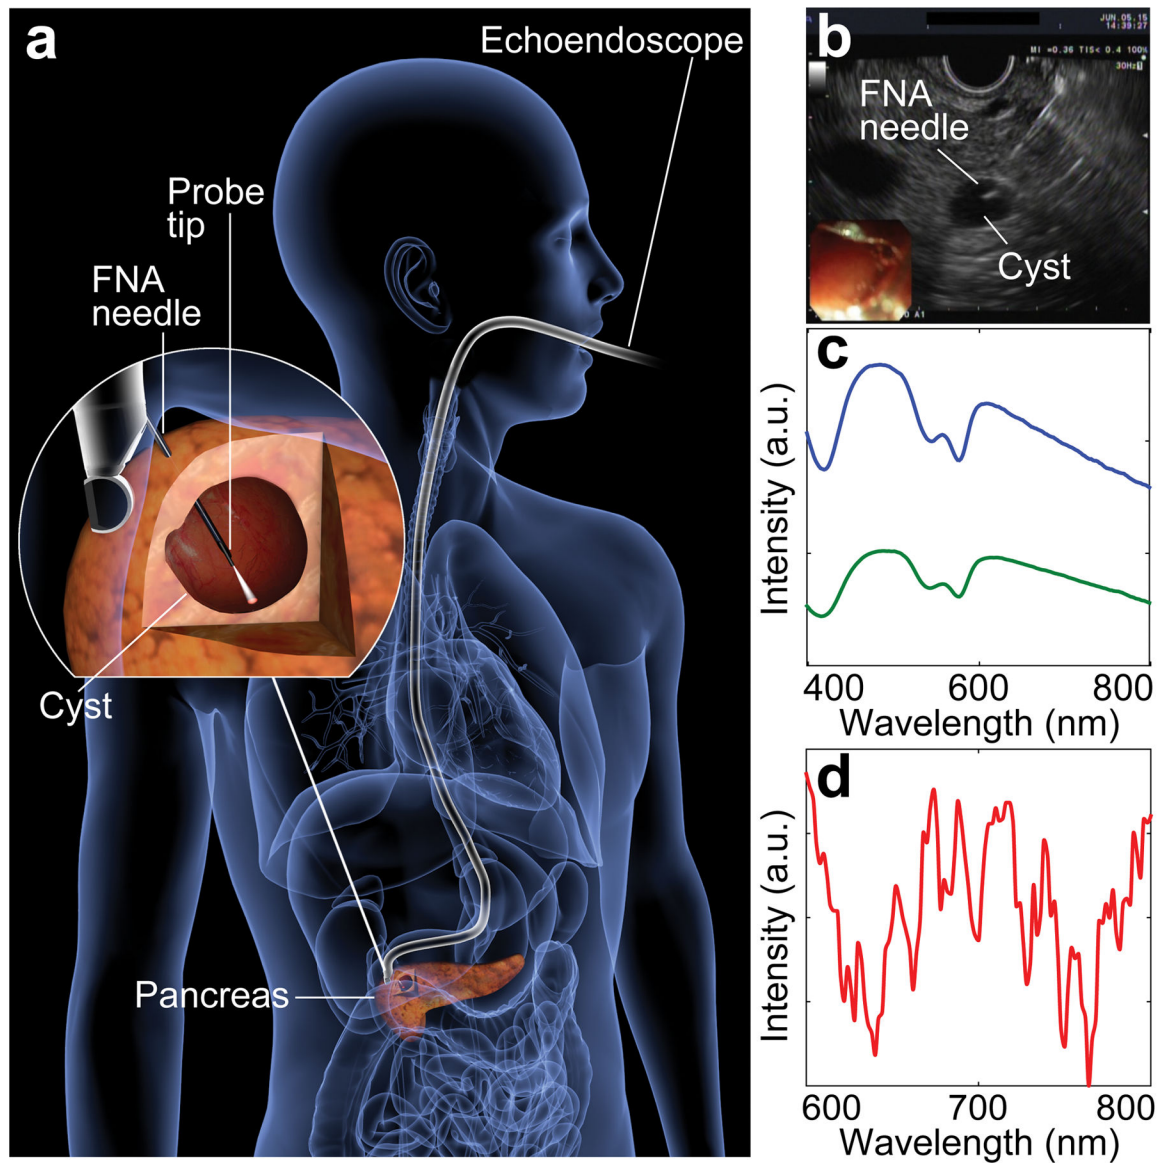 a
Echoendoscope
Probe
tip
FNA
needle
Cyst
Pancreas
b
JUN.05.15
14:39:27
MI =0.36 TIS< 0.4 100%
30Hz
FNA
needle
Cyst
A1
c
Intensity (a.u.)
400 600 800
Wavelength (nm)
d
Intensity (a.u.)
600 700 800
Wavelength (nm)